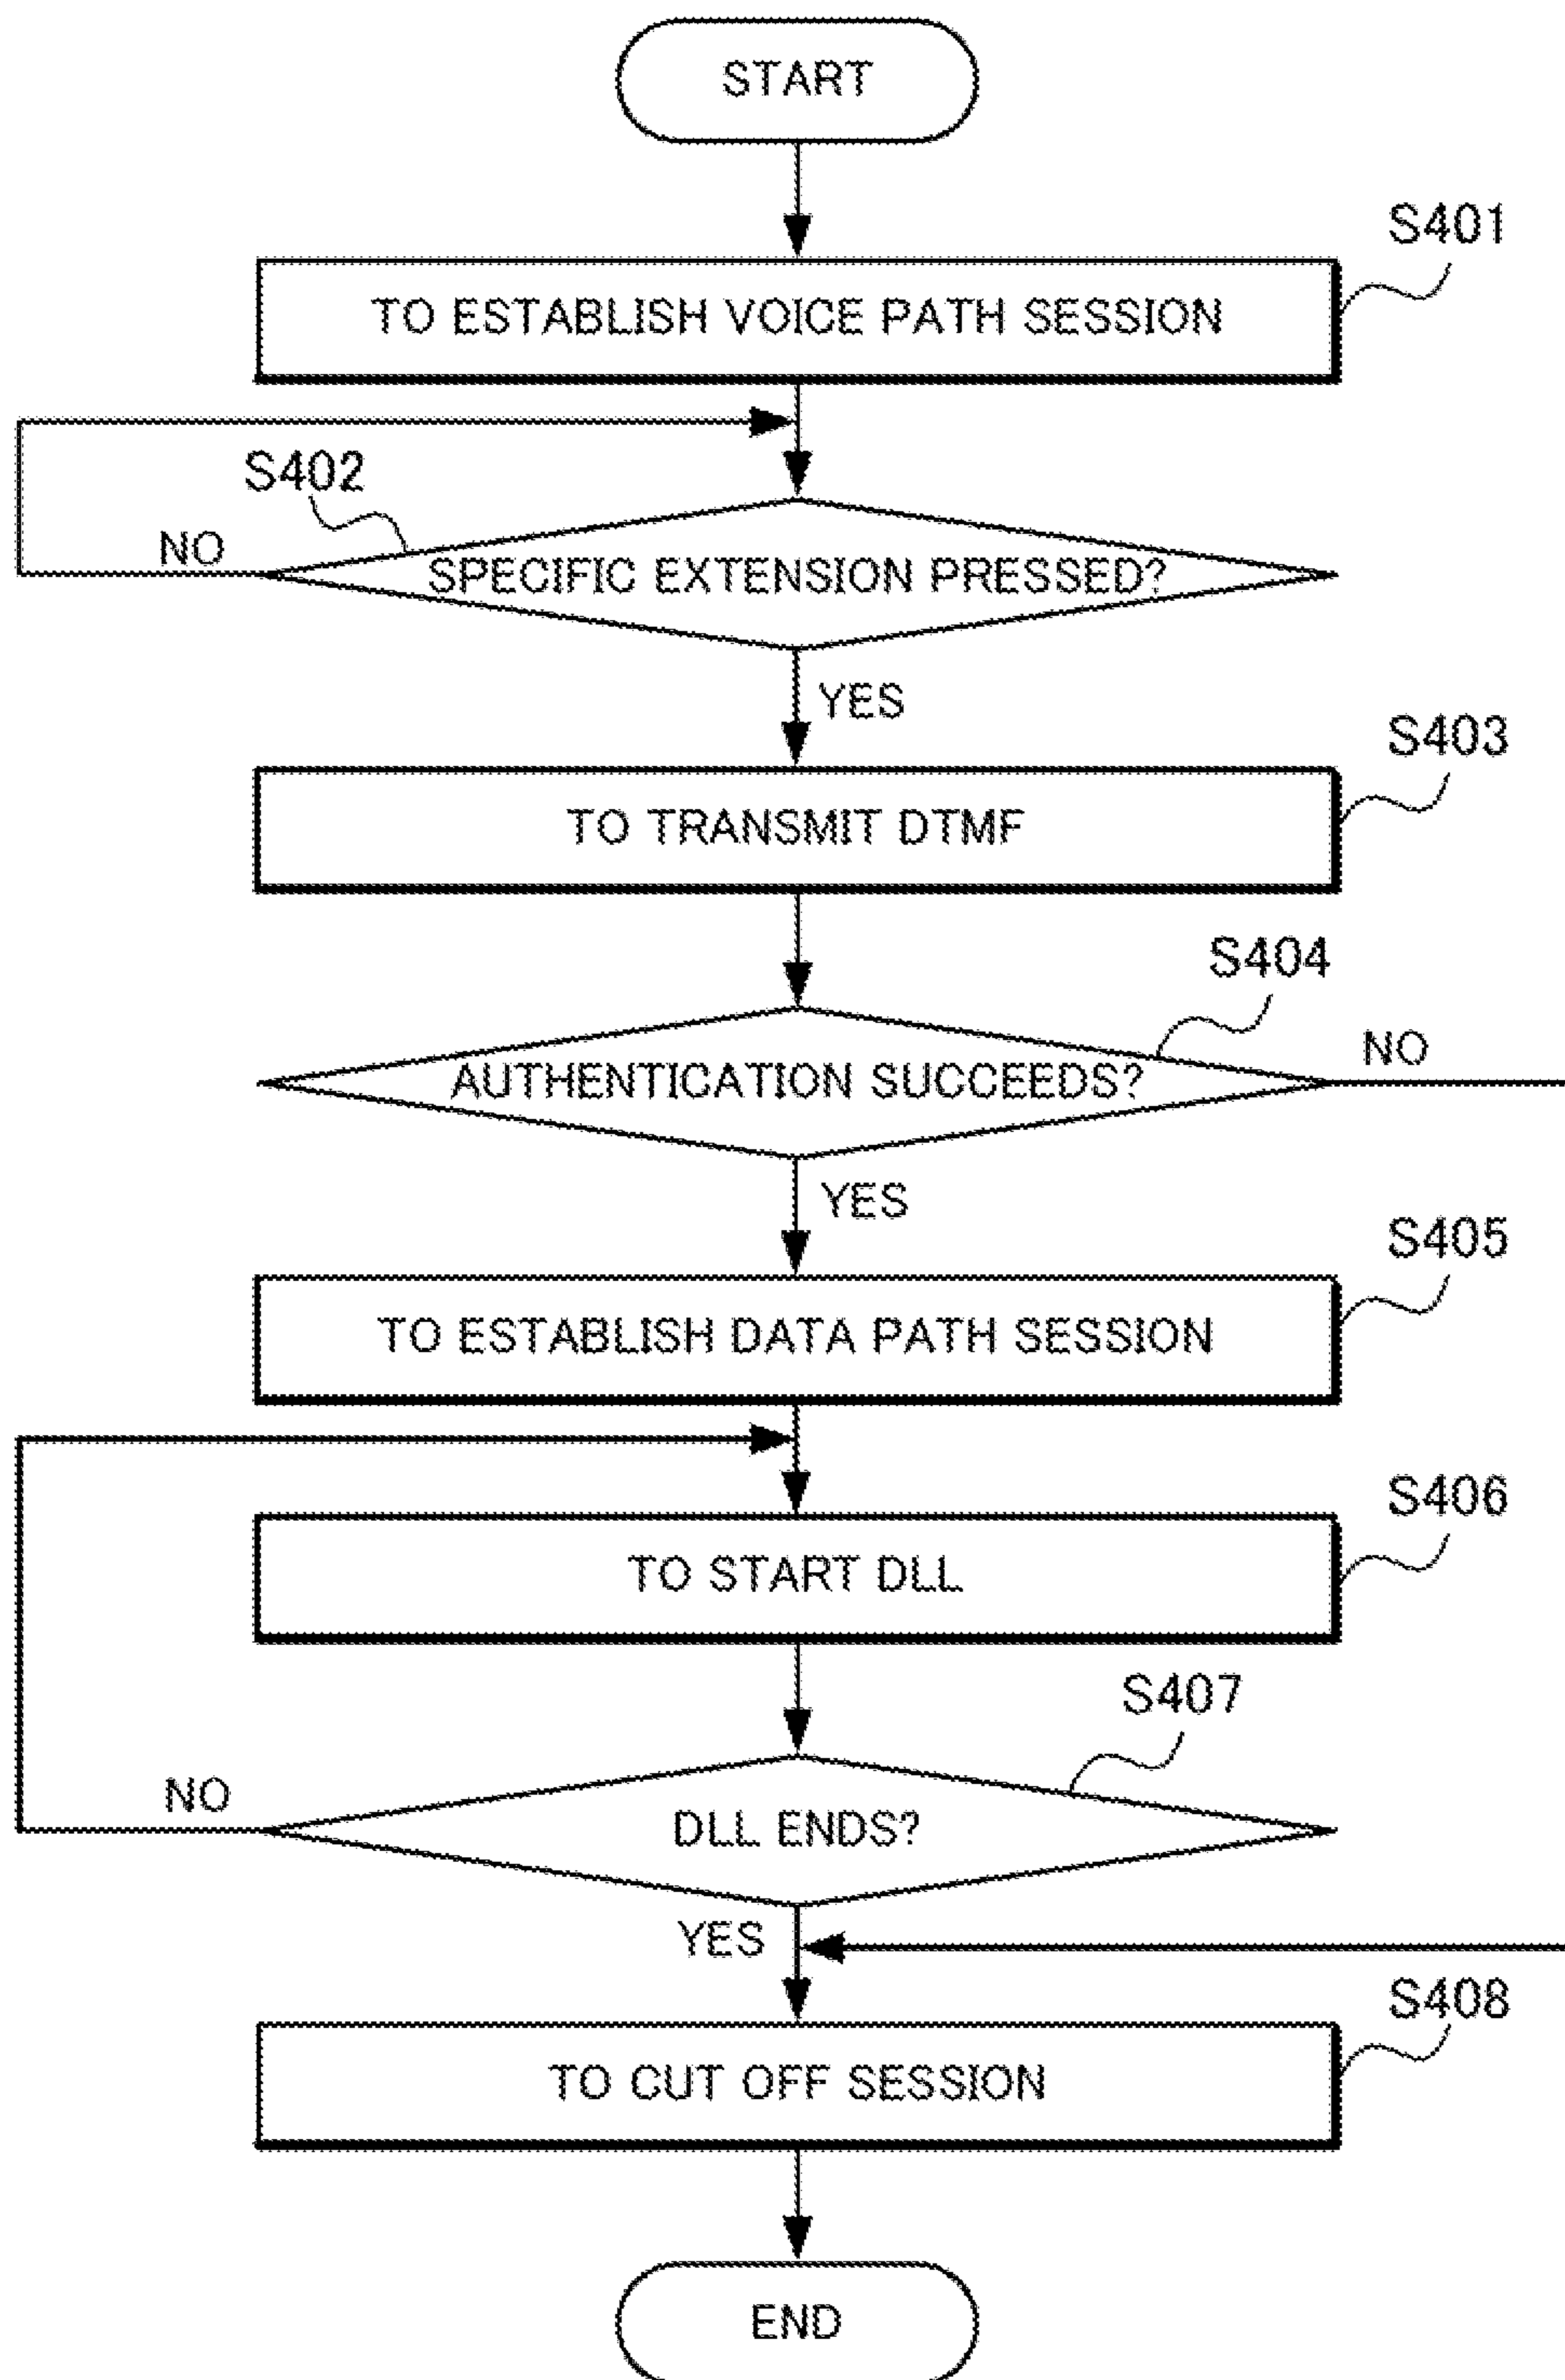 START
S401
TO ESTABLISH VOICE PATH SESSION
S402
NO
SPECIFIC EXTENSION PRESSED?
YES
S403
TO TRANSMIT DTMF
S404
NO
AUTHENTICATION SUCCEEDS?
YES
S405
TO ESTABLISH DATA PATH SESSION
S406
TO START DLL
S407
NO
DLL ENDS?
YES
S408
TO CUT OFF SESSION
END